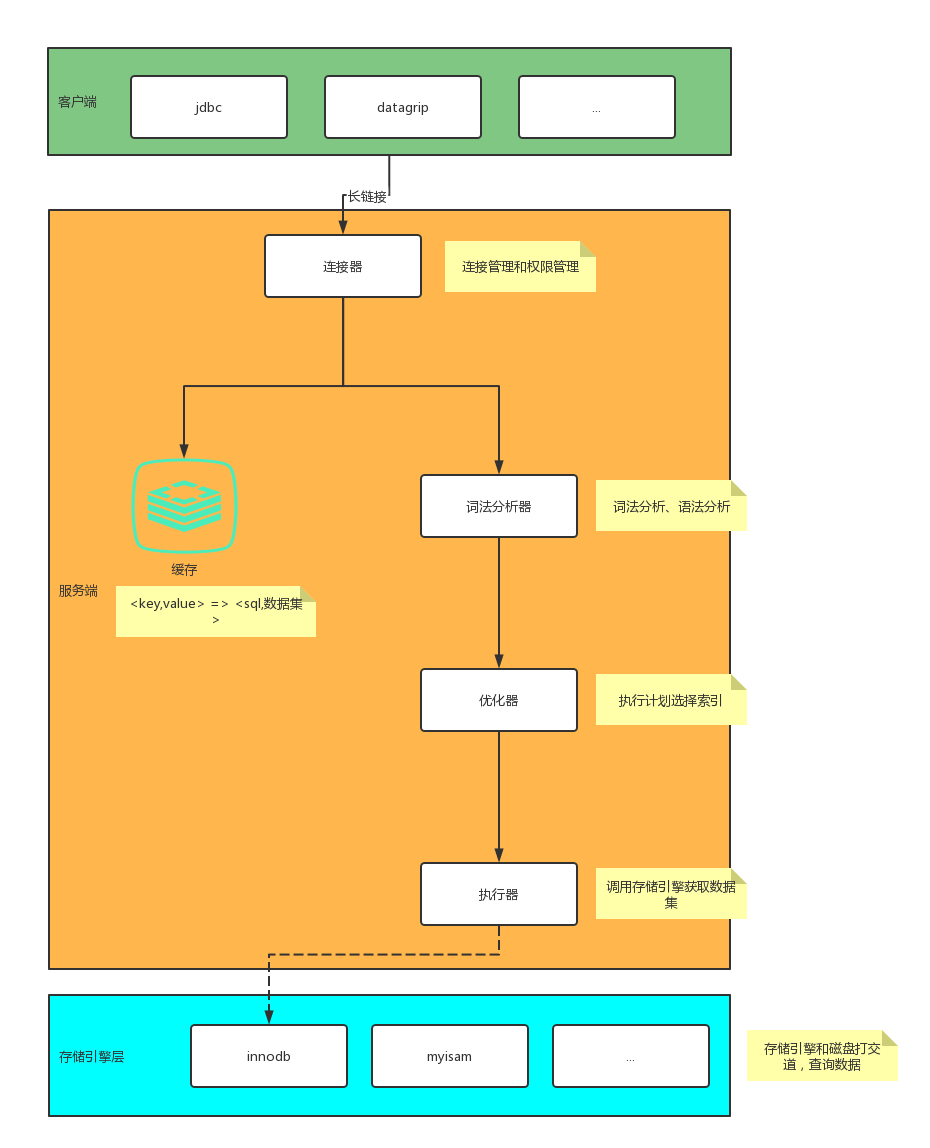 客户端
jdbc
datagrip
...
长链接
连接器
连接管理和权限管理
词法分析器
词法分析、语法分析
缓存
服务端
<key,value> => <sql,数据集
>
优化器
执行计划选择索引
执行器
调用存储引擎获取数据
集
存储引擎层
innodb
myisam
...
存储引擎和磁盘打交
道，查询数据